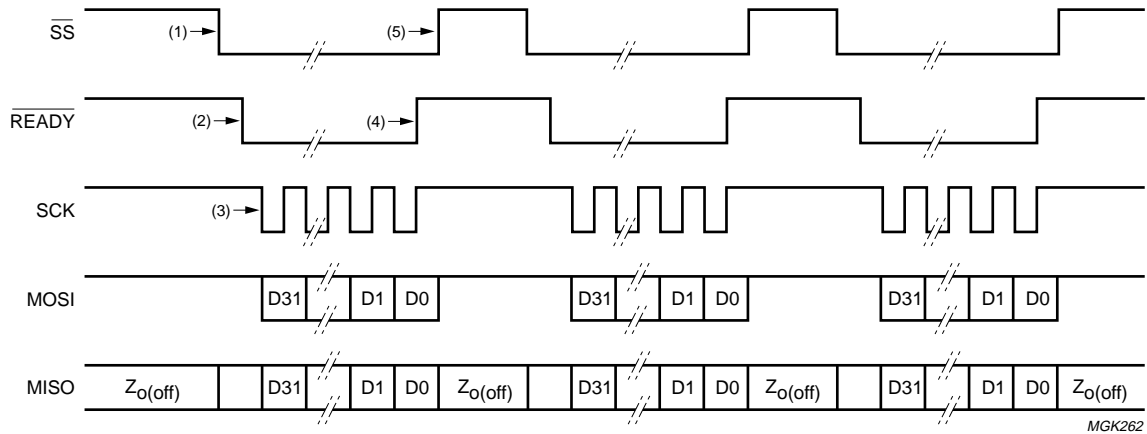 SS (1) (5)
READY (2) (4)
SCK (3)
MOSI D31 D1 D0 D31 D1 D0 D31 D1 D0
MISO Zo(off) D31 D1 D0 Zo(off) D31 D1 D0 Zo(off) D31 D1 D0 Zo(off)
MGK262